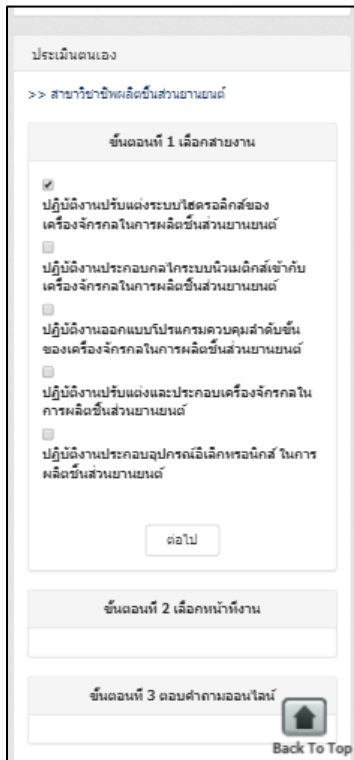 ประเมินตนเอง
>> สาขาวิชาชีพผลิตชิ้นส่วนยานยนต์
ขั้นตอนที่ 1 เลือกสายงาน
ปฏิบัติงานปรับแต่งระบบไฮดรอลิกส์ของ
เครื่องจักรกลในการผลิตชิ้นส่วนยานยนต์
ปฏิบัติงานประกอบกลไกระบบนิวเมติกส์เข้ากับ
เครื่องจักรกลในการผลิตชิ้นส่วนยานยนต์
ปฏิบัติงานออกแบบโปรแกรมควบคุมลำดับขั้น
ของเครื่องจักรกลในการผลิตชิ้นส่วนยานยนต์
ปฏิบัติงานปรับแต่งและประกอบเครื่องจักรกลใน
การผลิตชิ้นส่วนยานยนต์
ปฏิบัติงานประกอบอุปกรณ์อิเล็กทรอนิกส์ ในการ
ผลิตชิ้นส่วนยานยนต์
ต่อไป
ขั้นตอนที่ 2 เลือกหน้าที่งาน
ขั้นตอนที่ 3 ตอบคำถามออนไลน์
Back To Top